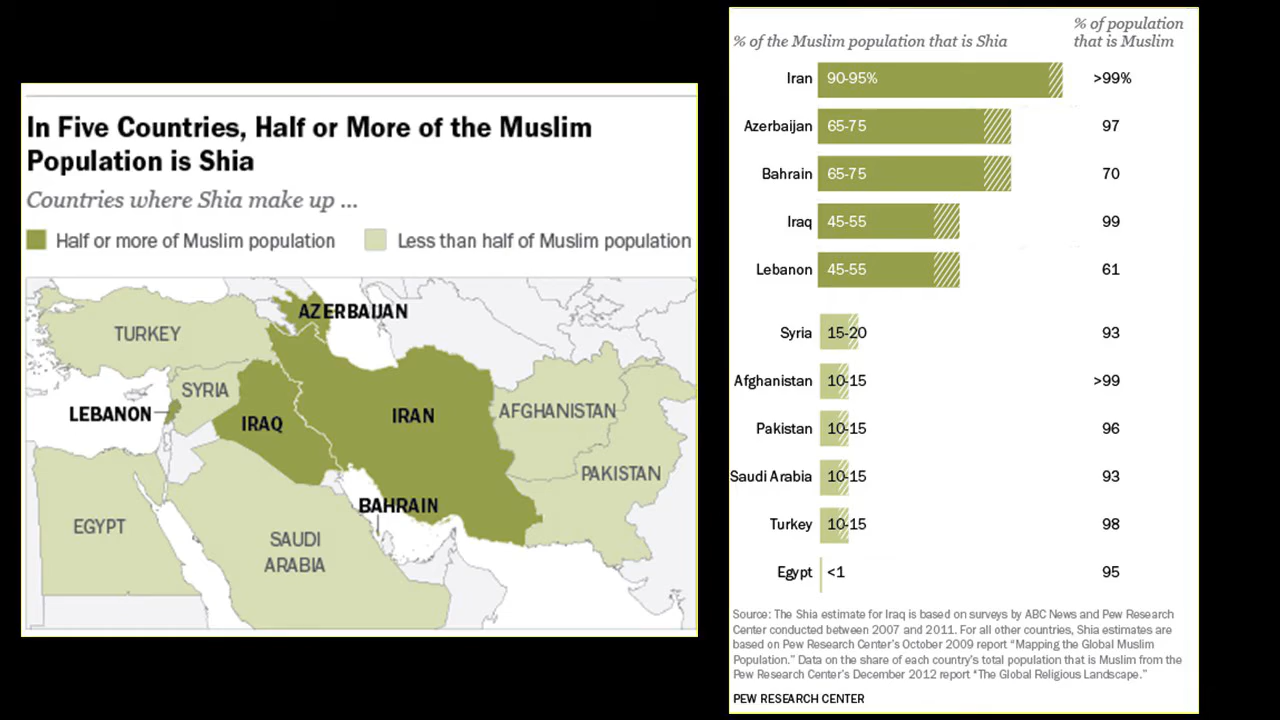 In Five Countries, Half or More of the Muslim
Population is Shia
Countries where Shia make up ...
Half or more of Muslim population
Less than half of Muslim population
AZERBAIJAN
TURKEY
SYRIA
LEBANON
IRAQ
IRAN
AFGHANISTAN
PAKISTAN
BAHRAIN
EGYPT
SAUDI
ARABIA
% of the Muslim population that is Shia
% of population
that is Muslim
Iran 90-95% >99%
Azerbaijan 65-75 97
Bahrain 65-75 70
Iraq 45-55 99
Lebanon 45-55 61
Syria 15-20 93
Afghanistan 10-15 >99
Pakistan 10-15 96
Saudi Arabia 10-15 93
Turkey 10-15 98
Egypt <1 95
Source: The Shia estimate for Iraq is based on surveys by ABC News and Pew Research
Center conducted between 2007 and 2011. For all other countries, Shia estimates are
based on Pew Research Center's October 2009 report "Mapping the Global Muslim
Population." Data on the share of each country's total population that is Muslim from the
Pew Research Center's December 2012 report "The Global Religious Landscape."
PEW RESEARCH CENTER